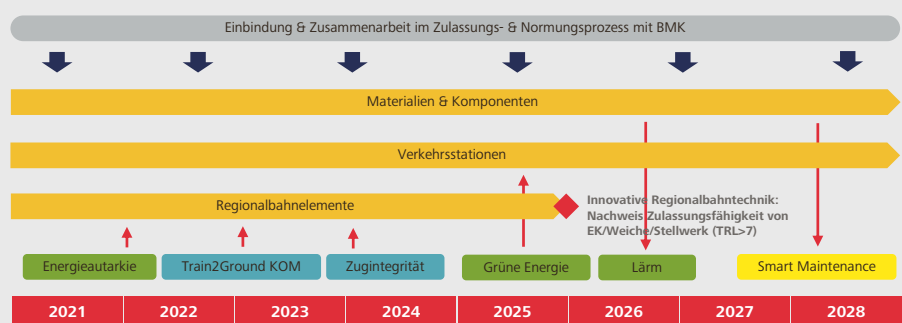 Einbindung & Zusammenarbeit im Zulassungs- & Normungsprozess mit BMK
Materialien & Komponenten
Verkehrsstationen
Regionalbahnelemente
Innovative Regionalbahntechnik:
Nachweis Zulassungsfähigkeit von
EK/Weiche/Stellwerk (TRL>7)
Energieautarkie
Train2Ground KOM
Zugintegrität
Grüne Energie
Lärm
Smart Maintenance
2021
2022
2023
2024
2025
2026
2027
2028